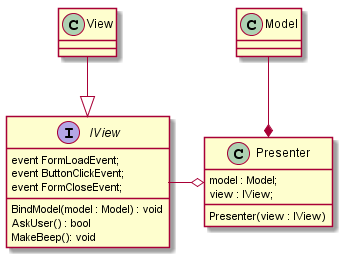 C View
C Model
I IView
event FormLoadEvent;
event ButtonClickEvent;
event FormCloseEvent;
BindModel(model : Model) : void
AskUser() : bool
MakeBeep(): void
C Presenter
model : Model;
view : IView;
Presenter(view : IView)